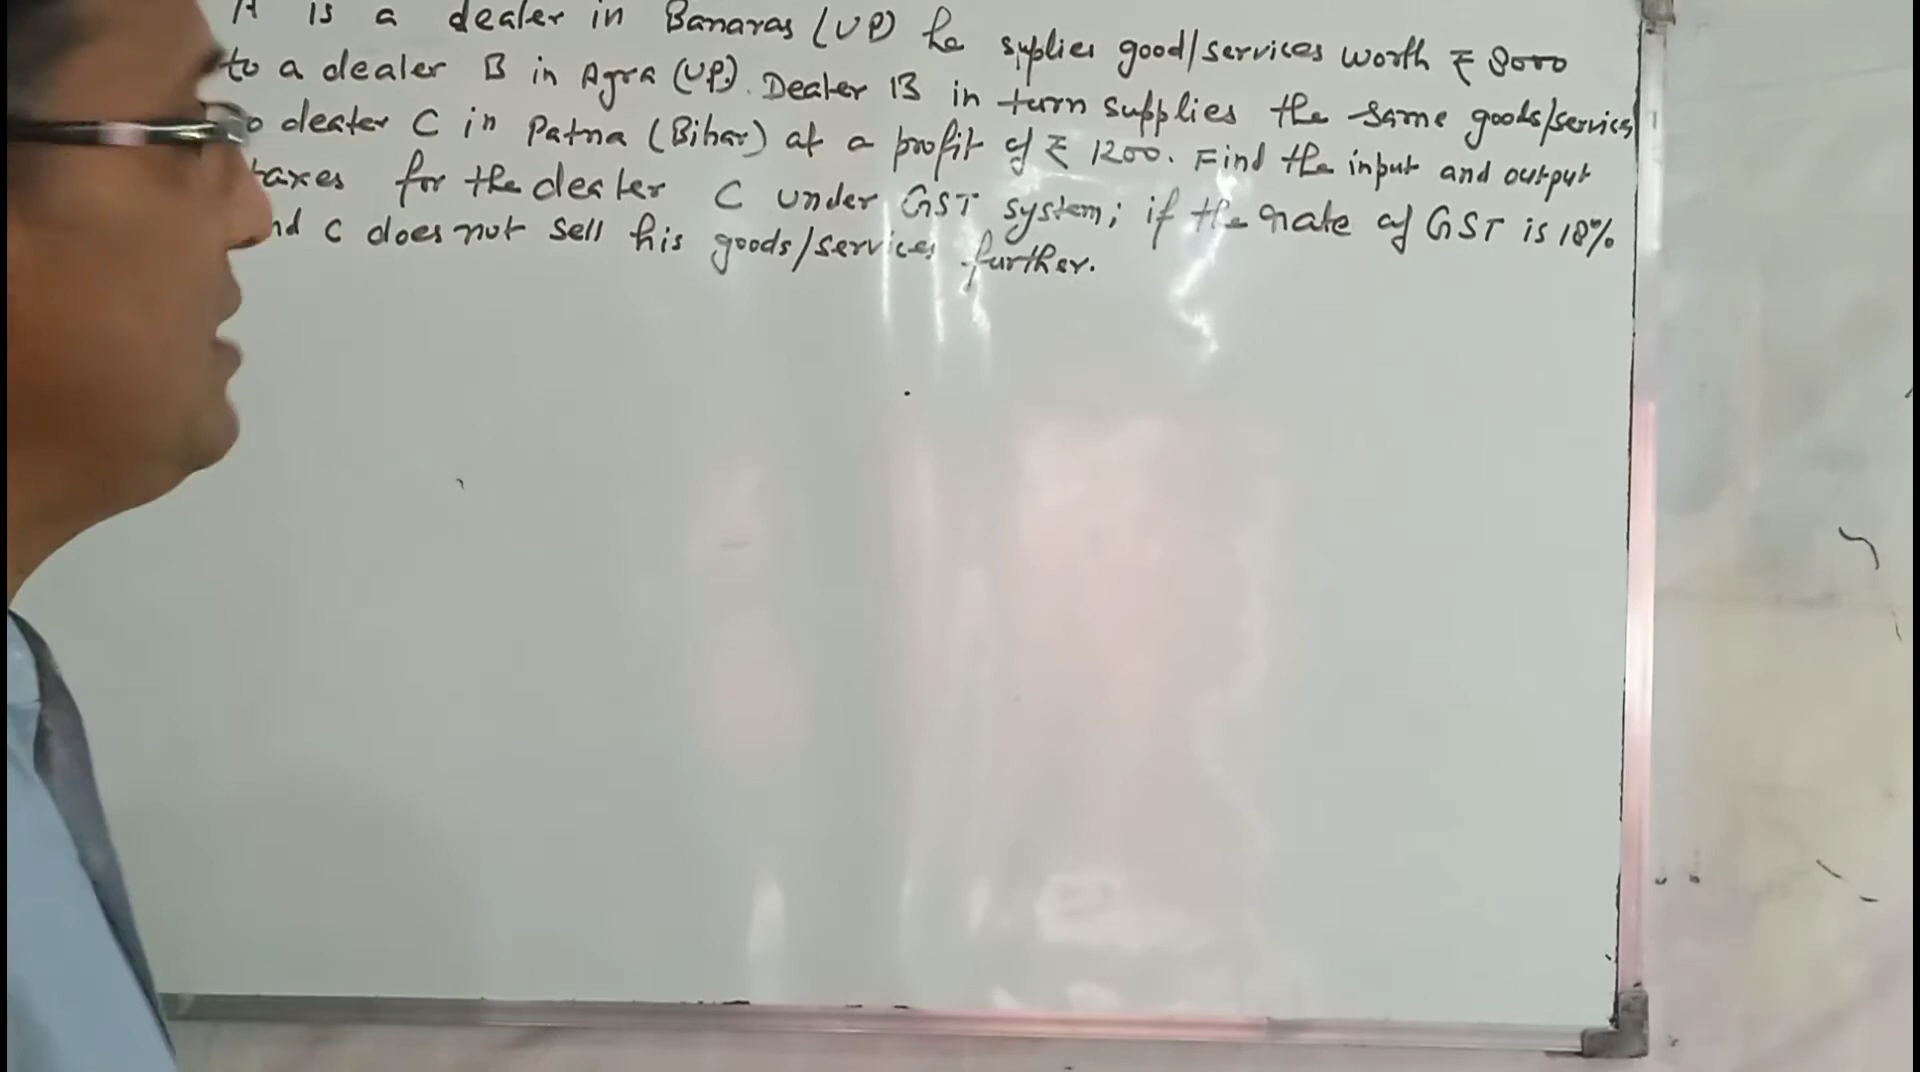 A is a dealer in Banaras (UP) he supplies good/services worth ₹ 8000
to a dealer B in Agra (UP). Dealer B in turn supplies the same goods/services
dealer C in Patna (Bihar) at a profit of ₹ 1200. Find the input and output
taxes for the dealer C under GST system; if the rate of GST is 18%
nd C does not sell his goods/services further.